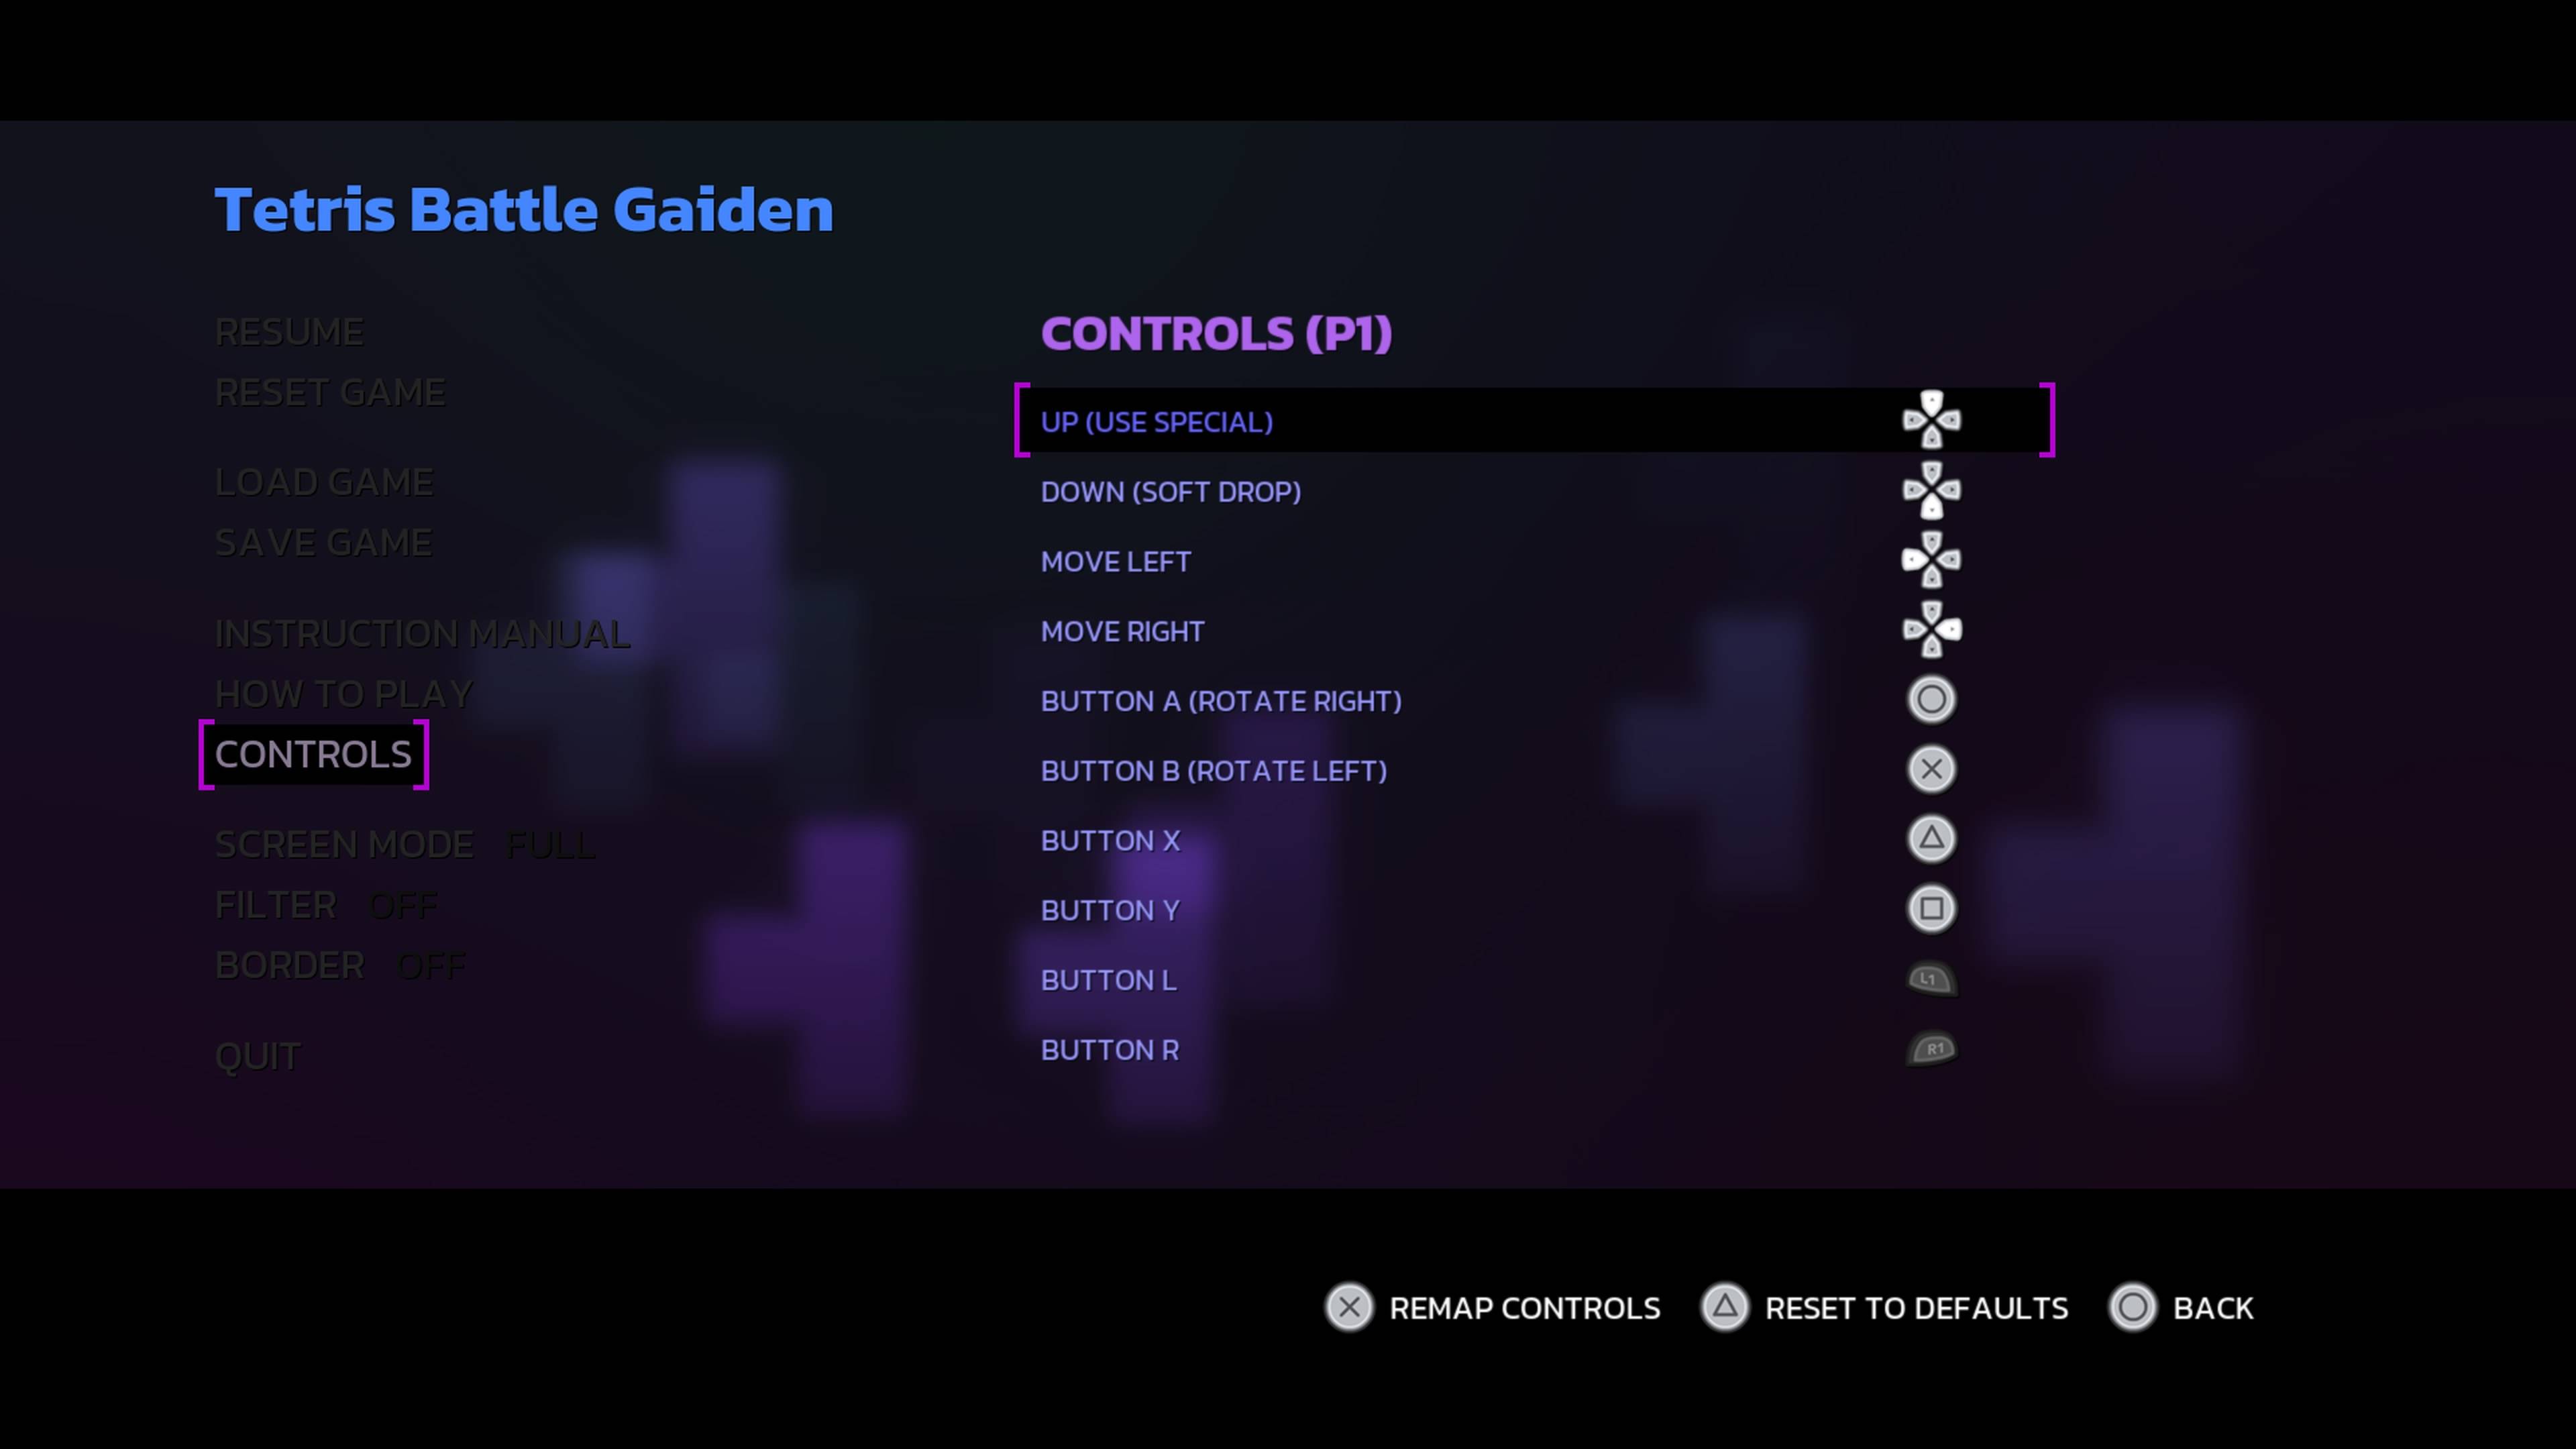 Tetris Battle Gaiden
RESUME
RESET GAME
LOAD GAME
SAVE GAME
INSTRUCTION MANUAL
HOW TO PLAY
CONTROLS
SCREEN MODE FULL
FILTER OFF
BORDER OFF
QUIT
CONTROLS (P1)
UP (USE SPECIAL)
DOWN (SOFT DROP)
MOVE LEFT
MOVE RIGHT
BUTTON A (ROTATE RIGHT)
BUTTON B (ROTATE LEFT)
BUTTON X
BUTTON Y
BUTTON L L1
BUTTON R R1
REMAP CONTROLS RESET TO DEFAULTS BACK